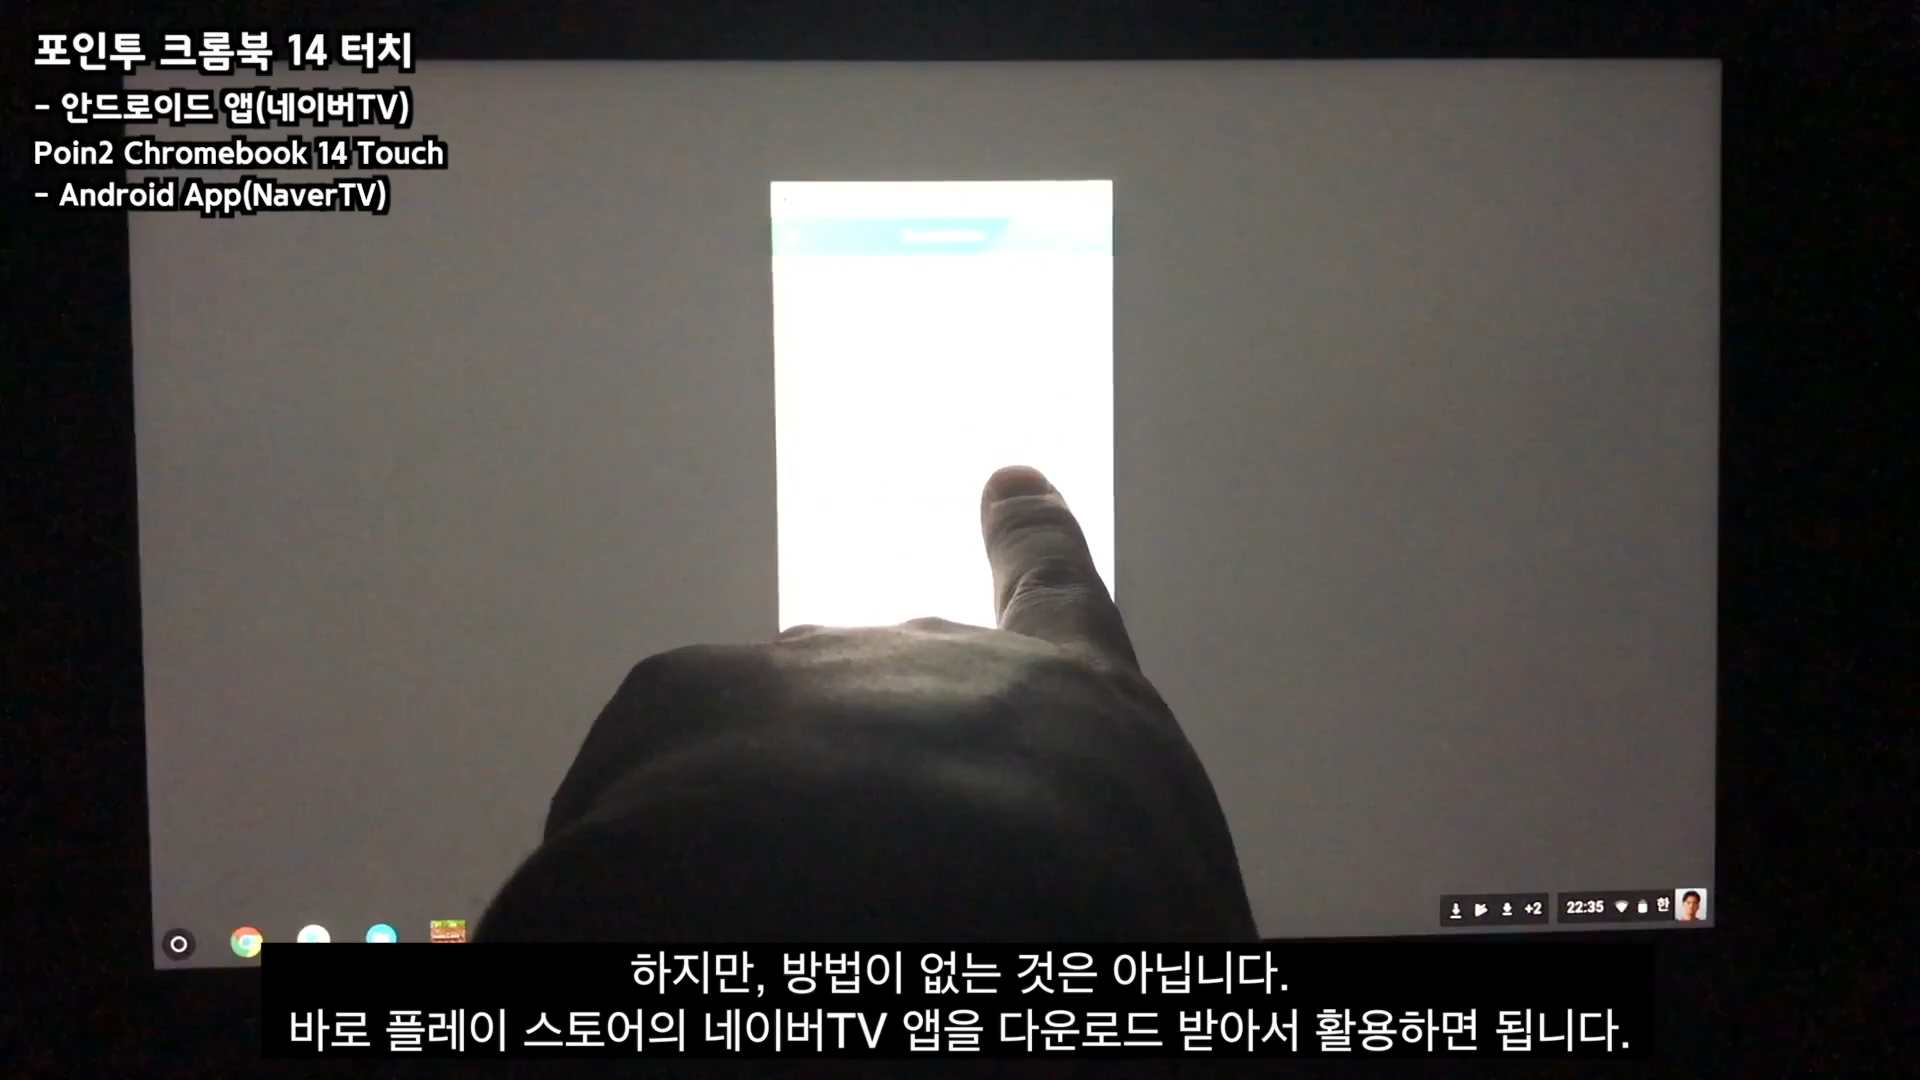 포인투 크롬북 14 터치
- 안드로이드 앱(네이버TV)
Poin2 Chromebook 14 Touch
- Android App(NaverTV)
+2
22:35
한
하지만, 방법이 없는 것은 아닙니다.
바로 플레이 스토어의 네이버TV 앱을 다운로드 받아서 활용하면 됩니다.